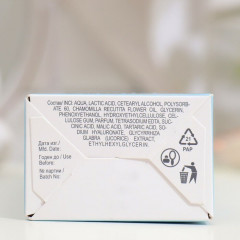 Состав/ INCI: AQUA, LACTIC ACID, CETEARYL ALCOHOL, POLYSORB-
ATE 60, CHAMOMILLA RECUTITA FLOWER OIL, GLYCERIN,
PHENOXYETHANOL, HYDROXYETHYLCELLULOSE, CEL-
LULOSE GUM, PARFUM, TETRASODIUM EDTA, SUC-
CINIC ACID, MALIC ACID, TARTARIC ACID, SO-
DIUM HYALURONATE, GLYCYRRHIZA
GLABRA (LICORICE) EXTRACT,
ETHYLHEXYLGLYCERIN.
Дата изг./
Mfd. Date:
Годен до / Use
Before:
№ партии /
Batch No:
21
PAP